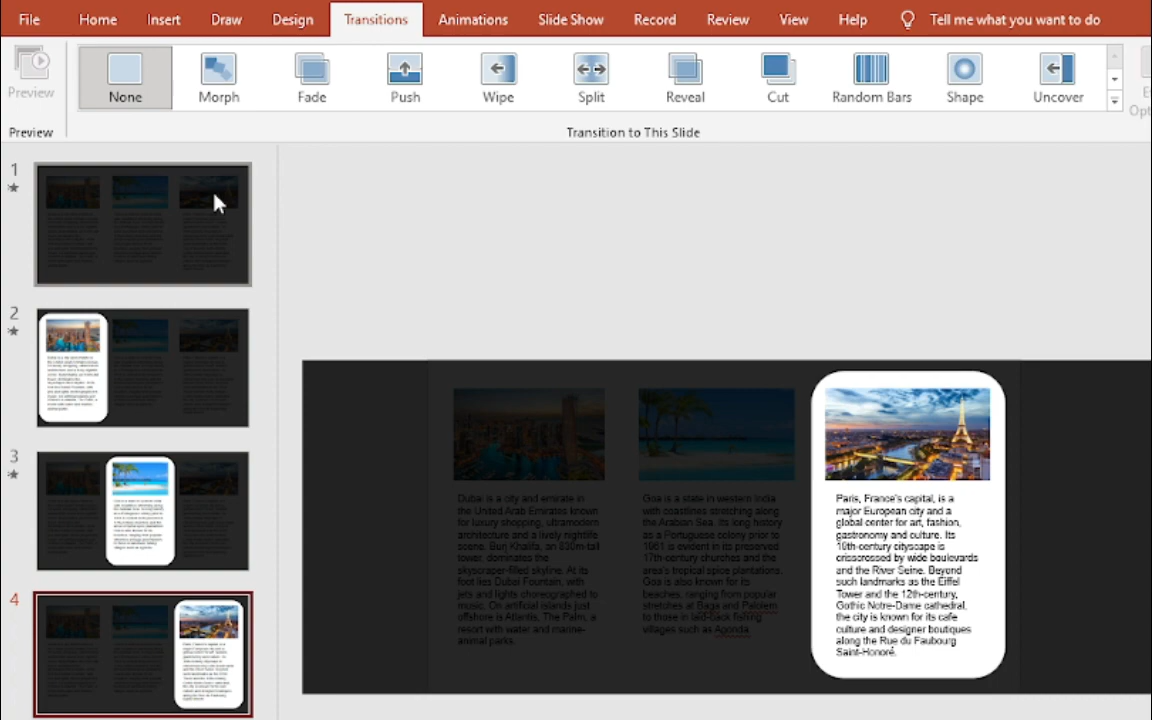 File Home Insert Draw Design Transitions Animations Slide Show Record Review View Help Tell me what you want to do
Preview None Morph Fade Push Wipe Split Reveal Cut Random Bars Shape Uncover
Preview Transition to This Slide
1
2
3
4
Dubai is a city and emirate in
the United Arab Emirates known
for luxury shopping, ultramodern
architecture and a lively nightlife
scene. Burj Khalifa, an 830m-tall
tower, dominates the
skyscraper-filled skyline. At its
foot lies Dubai Fountain, with
jets and lights choreographed to
music. On artificial islands just
offshore is Atlantis, The Palm, a
resort with water and marine-
animal parks.
Goa is a state in western India
with coastlines stretching along
the Arabian Sea. Its long history
as a Portuguese colony prior to
1961 is evident in its preserved
17th-century churches and the
area's tropical spice plantations.
Goa is also known for its
beaches, ranging from popular
stretches at Baga and Palolem
to those in laid-back fishing
villages such as Agonda
Paris, France's capital, is a
major European city and a
global center for art, fashion,
gastronomy and culture. Its
19th-century cityscape is
crisscrossed by wide boulevards
and the River Seine. Beyond
such landmarks as the Eiffel
Tower and the 12th-century,
Gothic Notre-Dame cathedral,
the city is known for its cafe
culture and designer boutiques
along the Rue du Faubourg
Saint-Honoré.